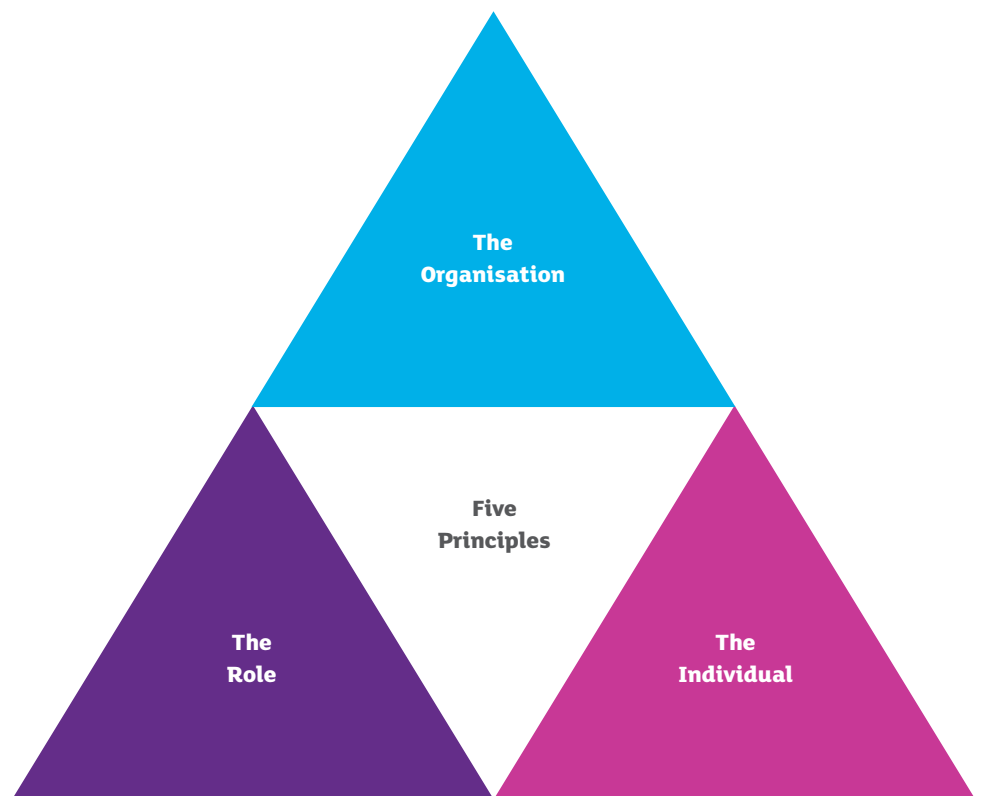 The
Organisation
Five
Principles
The
Role
The
Individual